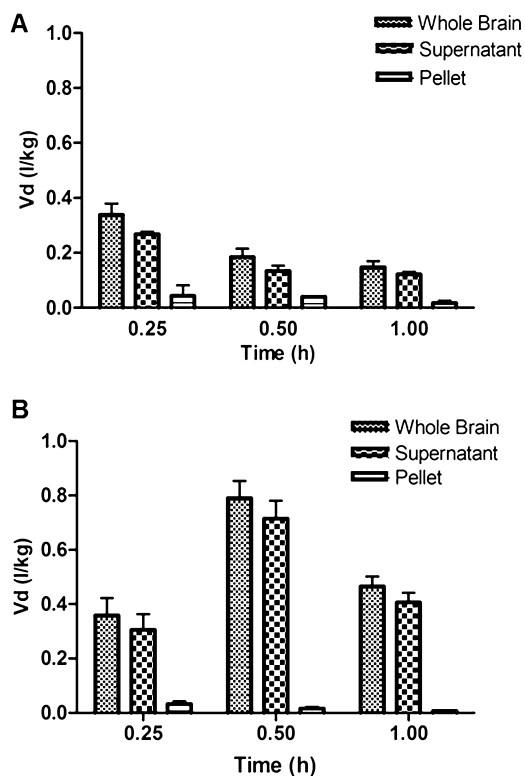 A
Whole Brain
Supernatant
Pellet
1.0
0.8
0.6
0.4
0.2
0.0
Vd (l/kg)
0.25 0.50 1.00
Time (h)
B
Whole Brain
Supernatant
Pellet
1.0
0.8
0.6
0.4
0.2
0.0
Vd (l/kg)
0.25 0.50 1.00
Time (h)